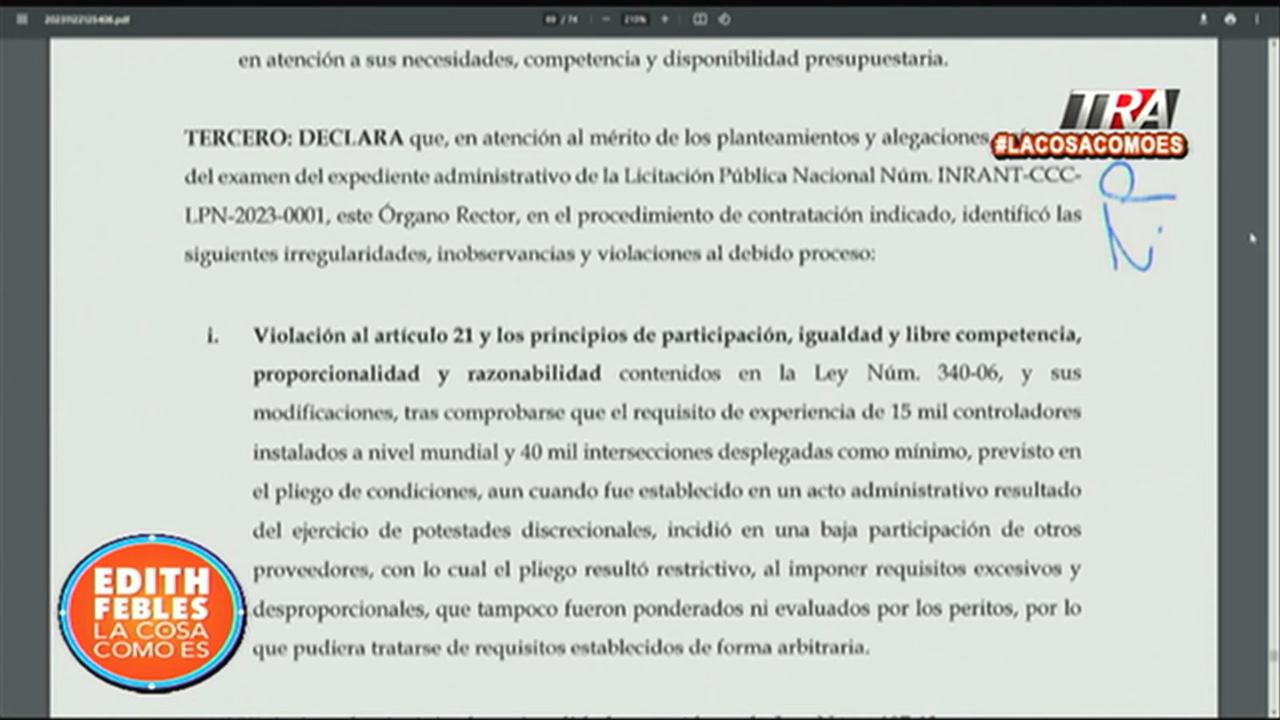 20231122125406.pdf
69 / 74
210%
en atención a sus necesidades, competencia y disponibilidad presupuestaria.
TRA
#LACOSACOMOES
TERCERO: DECLARA que, en atención al mérito de los planteamientos y alegaciones
del examen del expediente administrativo de la Licitación Pública Nacional Núm. INRANT-CCC-
LPN-2023-0001, este Órgano Rector, en el procedimiento de contratación indicado, identificó las
siguientes irregularidades, inobservancias y violaciones al debido proceso:
i. Violación al artículo 21 y los principios de participación, igualdad y libre competencia,
proporcionalidad y razonabilidad contenidos en la Ley Núm. 340-06, y sus
modificaciones, tras comprobarse que el requisito de experiencia de 15 mil controladores
instalados a nivel mundial y 40 mil intersecciones desplegadas como mínimo, previsto en
el pliego de condiciones, aun cuando fue establecido en un acto administrativo resultado
del ejercicio de potestades discrecionales, incidió en una baja participación de otros
proveedores, con lo cual el pliego resultó restrictivo, al imponer requisitos excesivos y
desproporcionales, que tampoco fueron ponderados ni evaluados por los peritos, por lo
que pudiera tratarse de requisitos establecidos de forma arbitraria.
EDITH
FEBLES
LA COSA
COMO ES